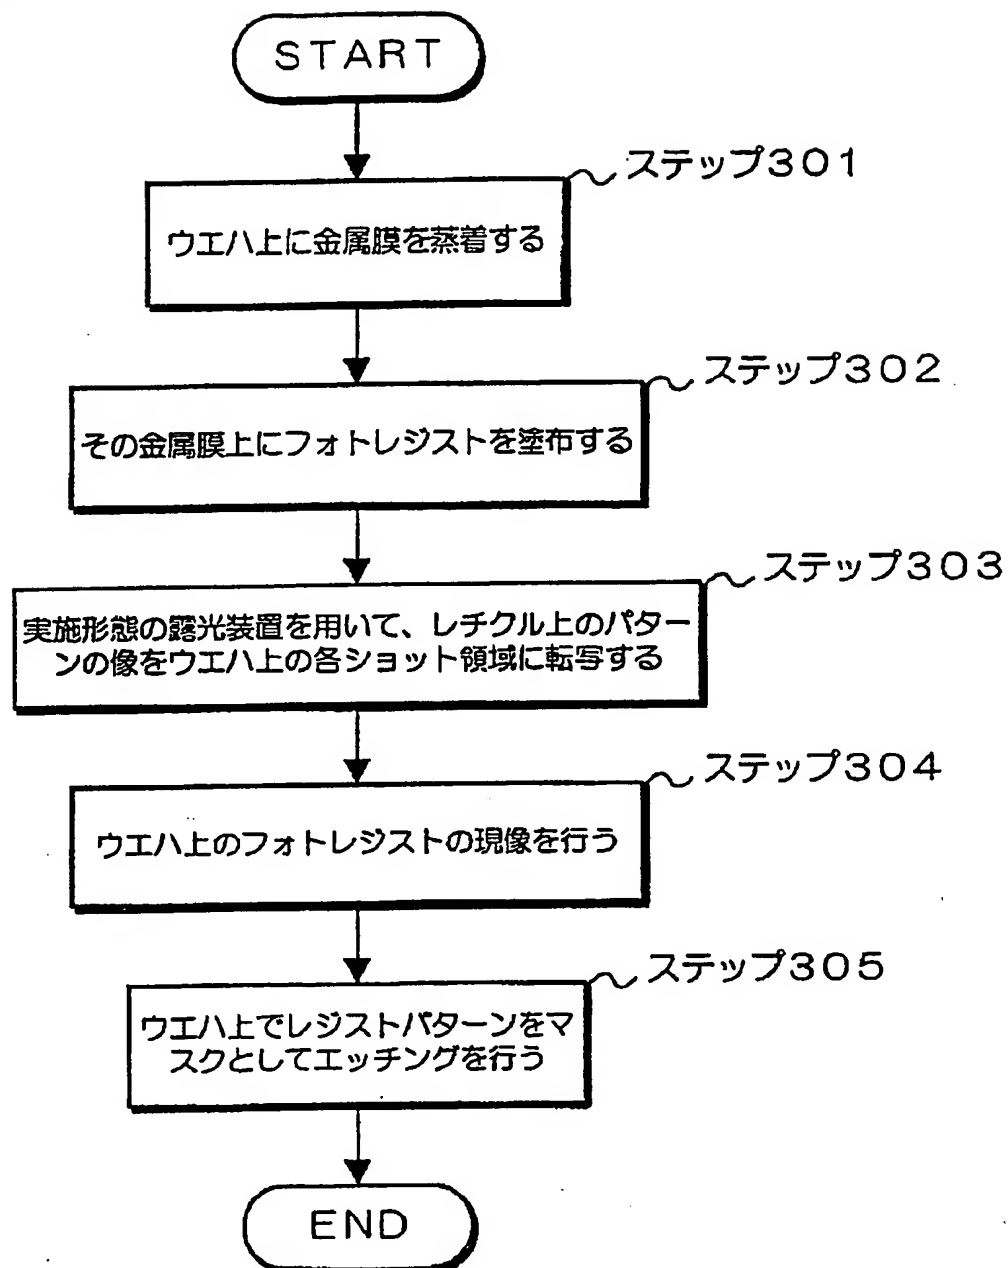 START
ステップ301
ウエハ上に金属膜を蒸着する
ステップ302
その金属膜上にフォトレジストを塗布する
ステップ303
実施形態の露光装置を用いて、レチクル上のパター
ンの像をウエハ上の各ショット領域に転写する
ステップ304
ウエハ上のフォトレジストの現像を行う
ステップ305
ウエハ上でレジストパターンをマ
スクとしてエッチングを行う
END